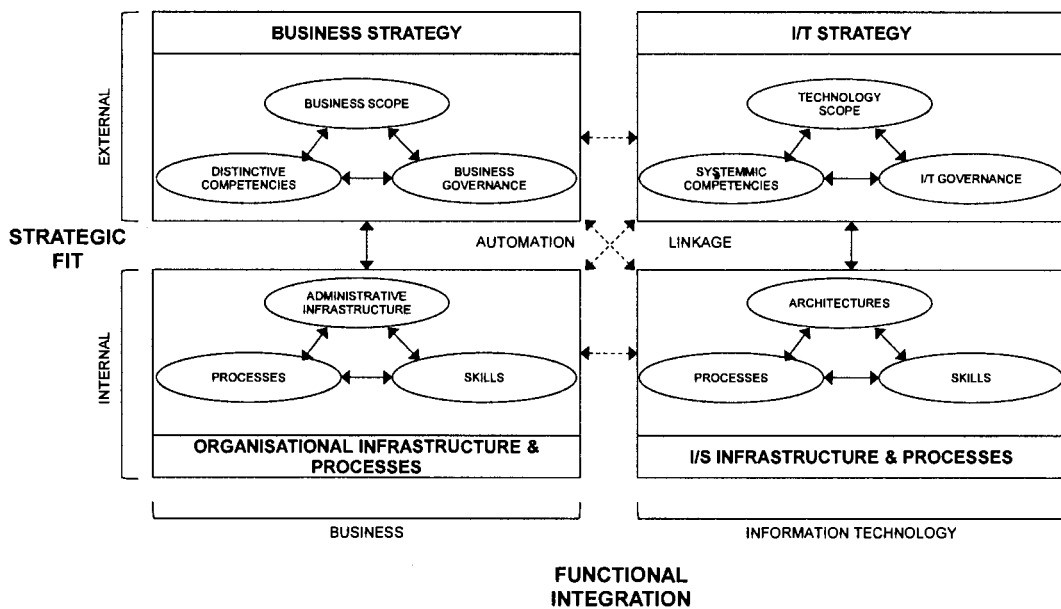 BUSINESS STRATEGY
I/T STRATEGY
EXTERNAL
BUSINESS SCOPE
DISTINCTIVE
COMPETENCIES
BUSINESS
GOVERNANCE
TECHNOLOGY
SCOPE
SYSTEMMIC
COMPETENCIES
I/T GOVERNANCE
STRATEGIC
FIT
AUTOMATION
LINKAGE
INTERNAL
ADMINISTRATIVE
INFRASTRUCTURE
PROCESSES
SKILLS
ARCHITECTURES
PROCESSES
SKILLS
ORGANISATIONAL INFRASTRUCTURE &
PROCESSES
I/S INFRASTRUCTURE & PROCESSES
BUSINESS
INFORMATION TECHNOLOGY
FUNCTIONAL
INTEGRATION